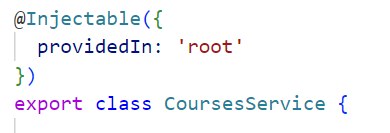 @Injectable({
  providedIn: 'root'
})
export class CoursesService {